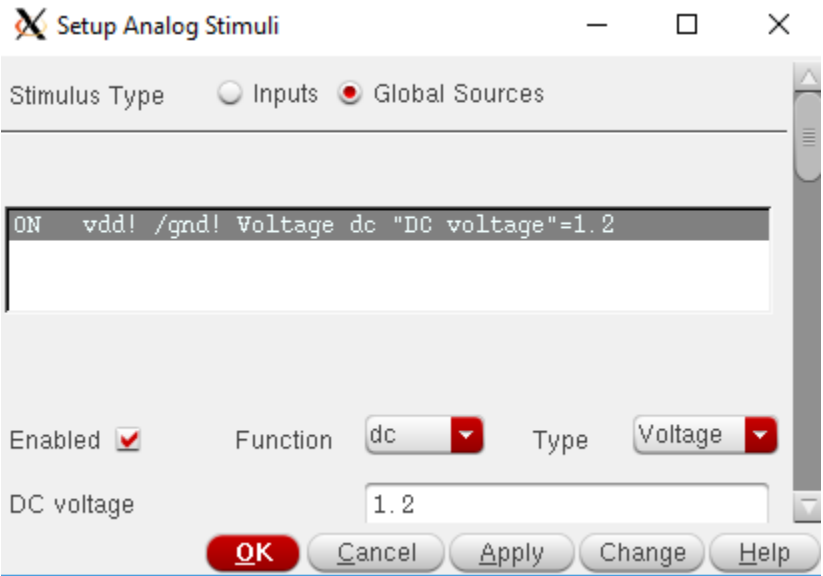 Setup Analog Stimuli
Stimulus Type Inputs Global Sources
ON vdd! /gnd! Voltage dc "DC voltage"=1.2
Enabled Function dc Type Voltage
DC voltage 1.2
OK Cancel Apply Change Help